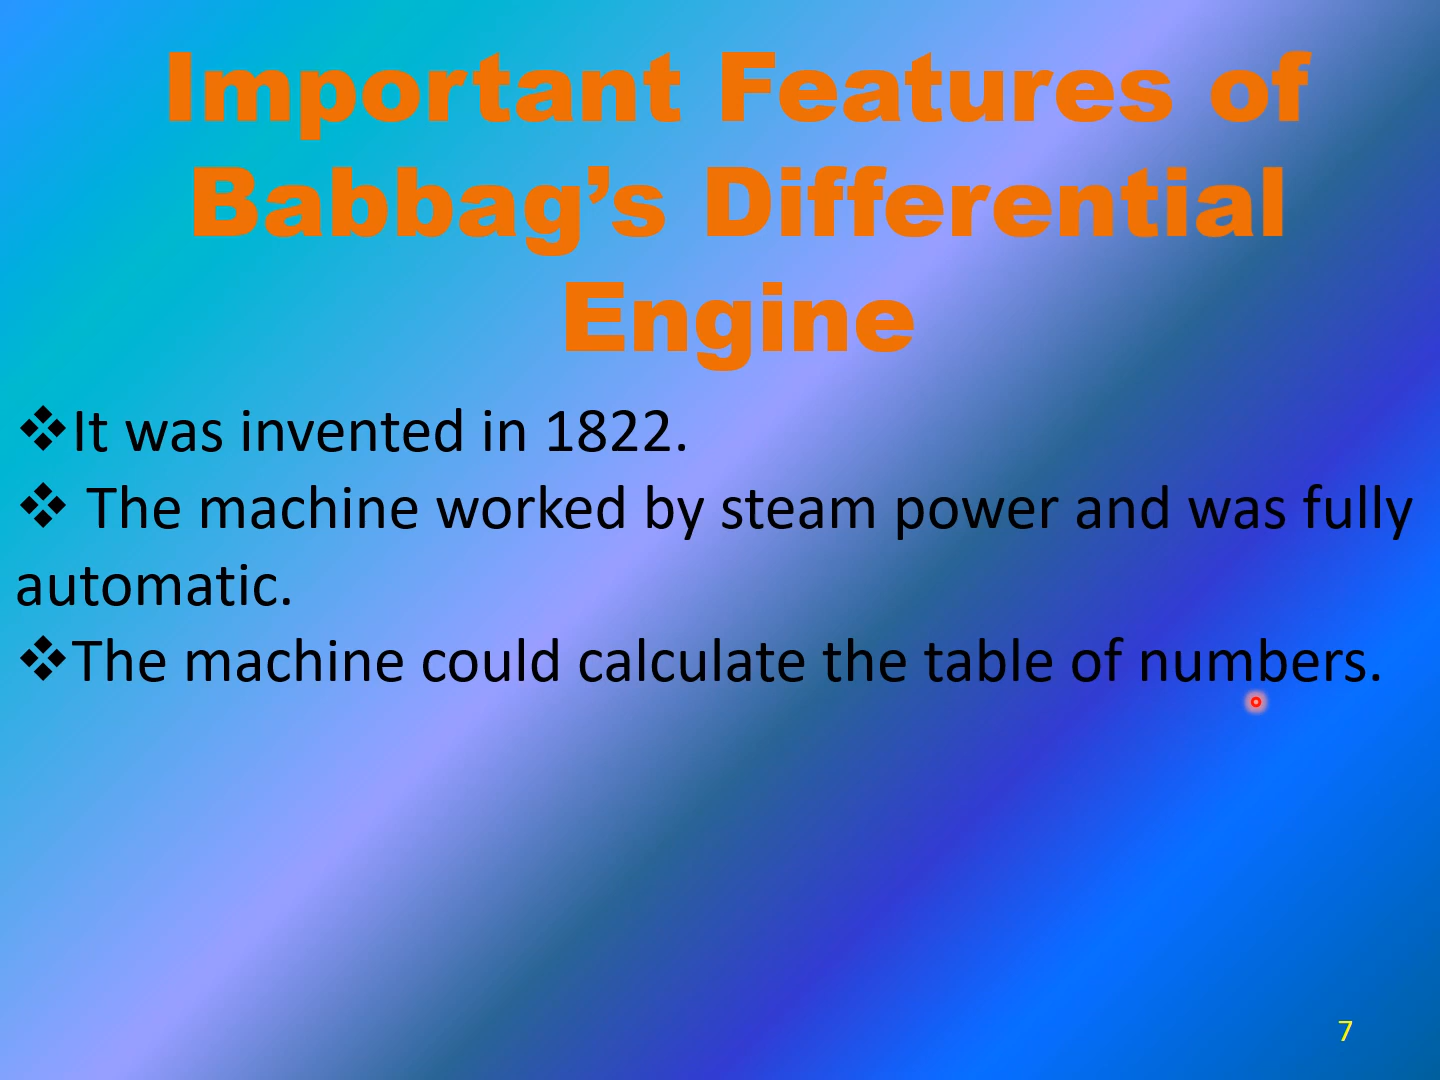 Important Features of
Babbag’s Differential
Engine
❖It was invented in 1822.
❖ The machine worked by steam power and was fully
automatic.
❖The machine could calculate the table of numbers.
7